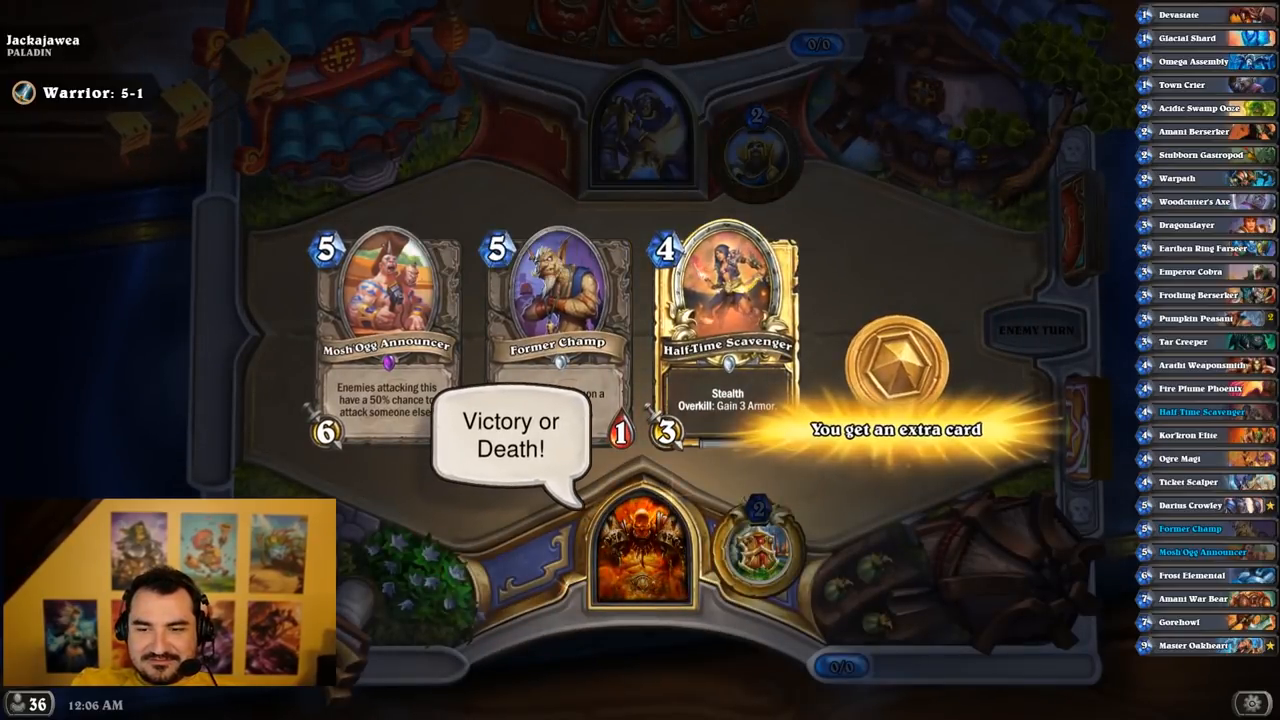 Jackajawea
PALADIN
Warrior: 5-1
0/0
2
5
5
4
Mosh'Ogg Announcer
Former Champ
Half-Time Scavenger
Enemies attacking this
have a 50% chance to
attack someone else
Stealth
Overkill: Gain 3 Armor.
6
1
3
Victory or
Death!
You get an extra card
ENEMY TURN
2
0/0
36
12:06 AM
1 Devastate
1 Glacial Shard
1 Omega Assembly
1 Town Crier
2 Acidic Swamp Ooze
2 Amani Berserker
2 Stubborn Gastropod
2 Warpath
2 Woodcutter's Axe
3 Dragonslayer
3 Earthen Ring Farseer
3 Emperor Cobra
3 Frothing Berserker
3 Pumpkin Peasant 2
3 Tar Creeper
4 Arathi Weaponsmith
4 Fire Plume Phoenix
4 Half-Time Scavenger
4 Kor'kron Elite
4 Ogre Magi
4 Ticket Scalper
5 Darius Crowley
5 Former Champ
5 Mosh'Ogg Announcer
6 Frost Elemental
7 Amani War Bear
7 Gorehowl
9 Master Oakheart